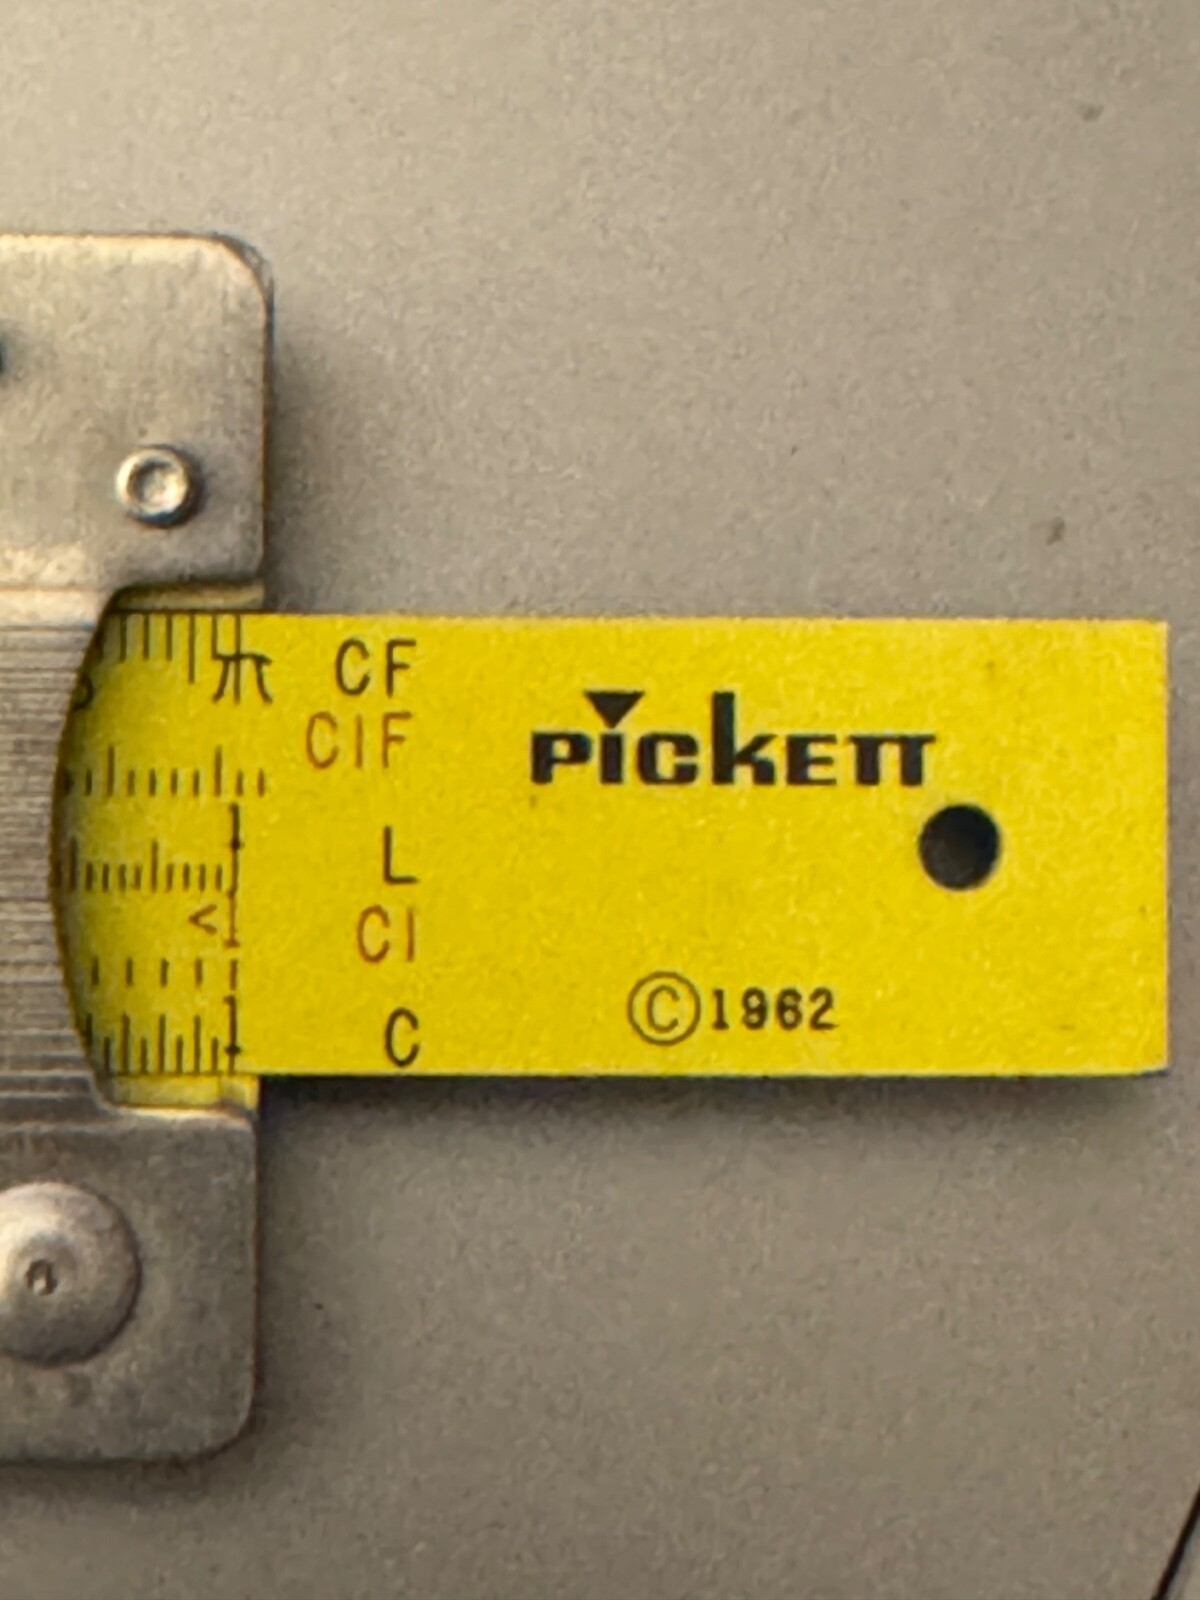 π CF
CIF
L
< CI
C
PICKETT
©1962